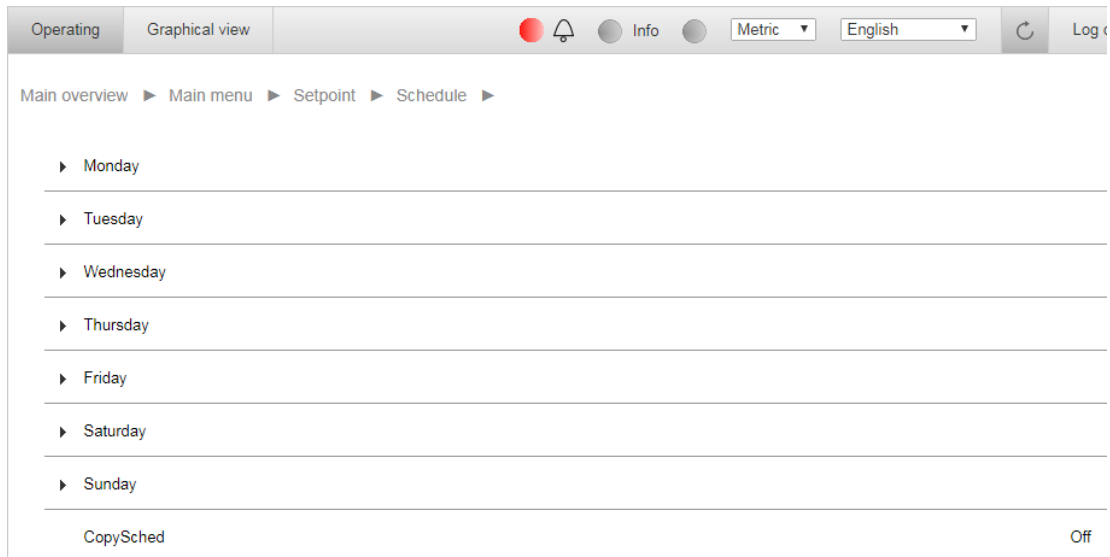 Operating Graphical view Info Metric English Log
Main overview Main menu Setpoint Schedule
Monday
Tuesday
Wednesday
Thursday
Friday
Saturday
Sunday
CopySched Off